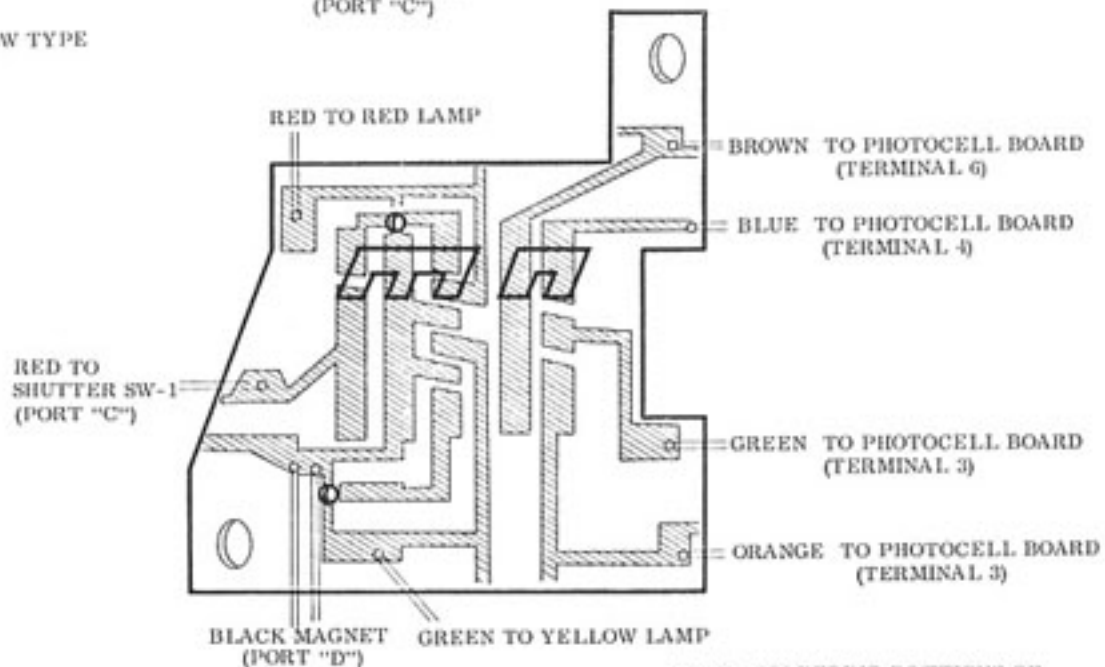 (PORT "C")
W TYPE
RED TO RED LAMP
BROWN TO PHOTOCELL BOARD
(TERMINAL 6)
BLUE TO PHOTOCELL BOARD
(TERMINAL 4)
RED TO
SHUTTER SW-1
(PORT "C")
GREEN TO PHOTOCELL BOARD
(TERMINAL 3)
ORANGE TO PHOTOCELL BOARD
(TERMINAL 3)
BLACK MAGNET
(PORT "D")
GREEN TO YELLOW LAMP